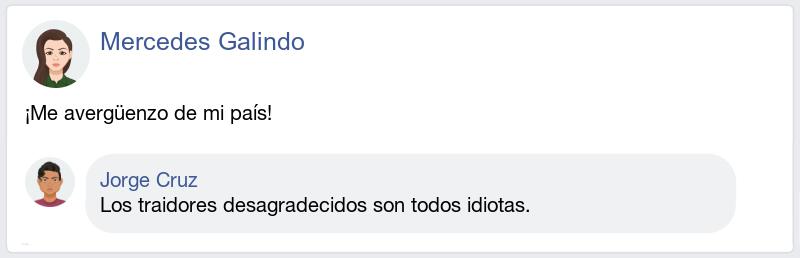 Mercedes Galindo
¡Me avergüenzo de mi país!
Jorge Cruz
Los traidores desagradecidos son todos idiotas.